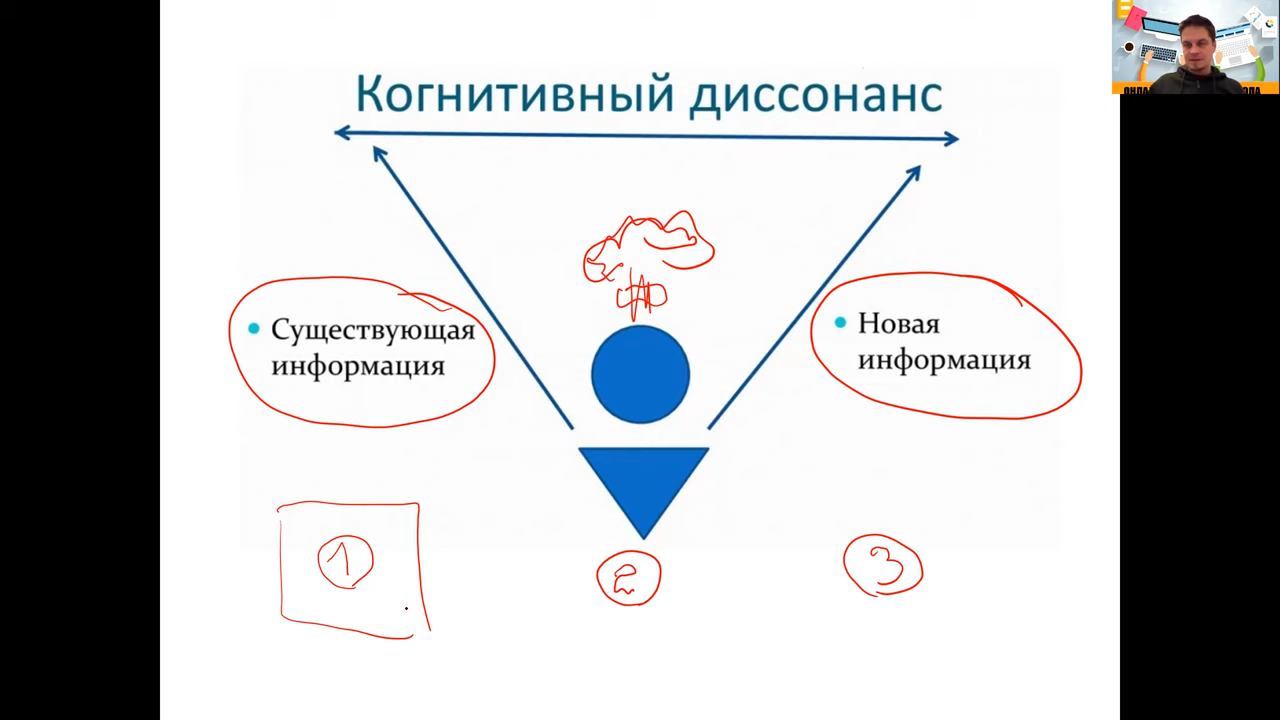 Когнитивный диссонанс
Существующая
информация
Новая
информация
1
2
3